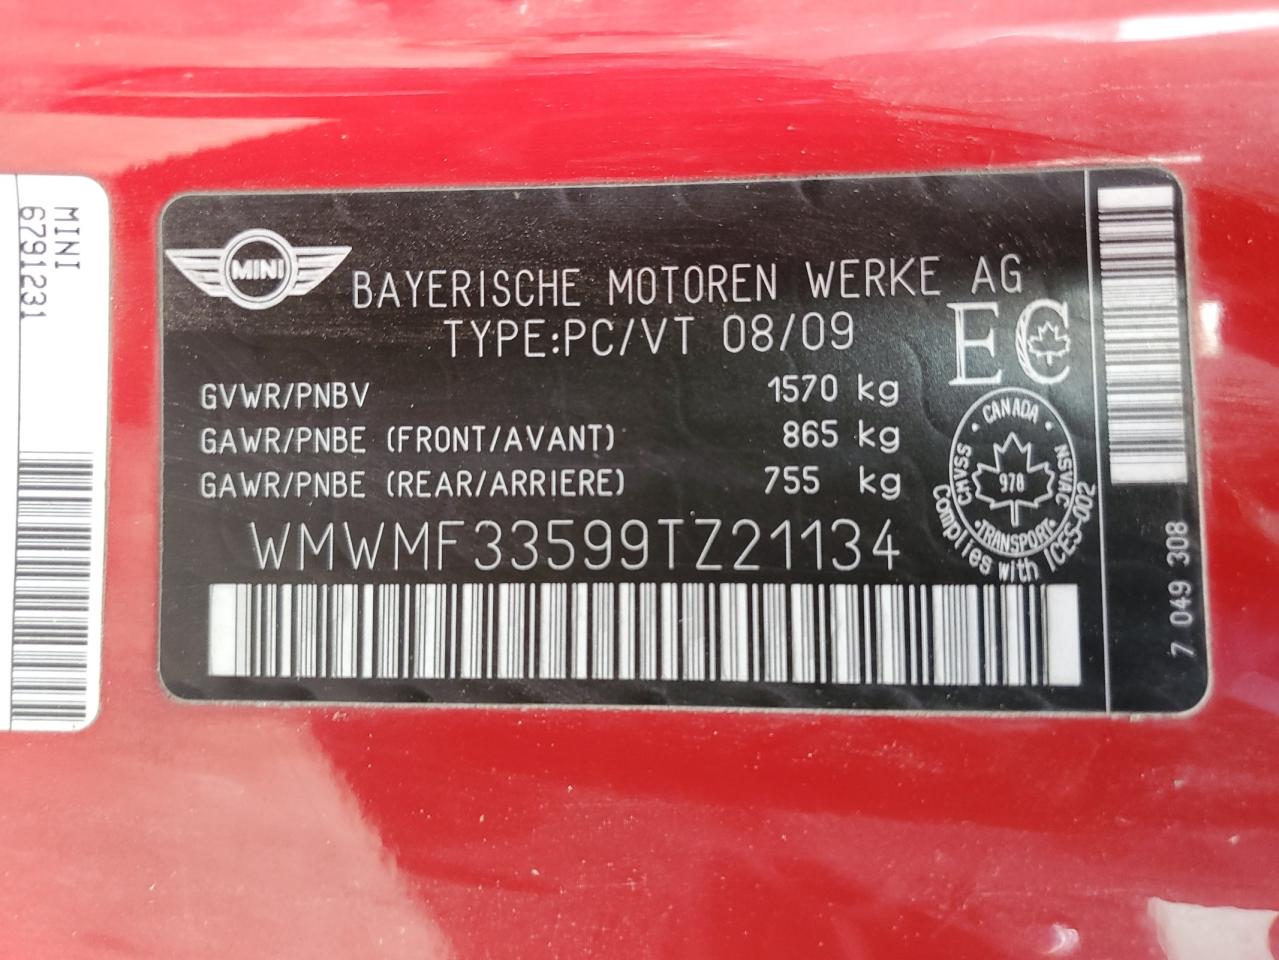 MINI
6791231
MINI
BAYERISCHE MOTOREN WERKE AG
TYPE:PC/VT 08/09
EC
GVWR/PNBV 1570 kg
GAWR/PNBE (FRONT/AVANT) 865 kg
GAWR/PNBE (REAR/ARRIERE) 755 kg
WMWMF33599TZ21134
CANADA
CMVSS
NSVAC
978
TRANSPORT
Complies with ICES-002
7 049 308